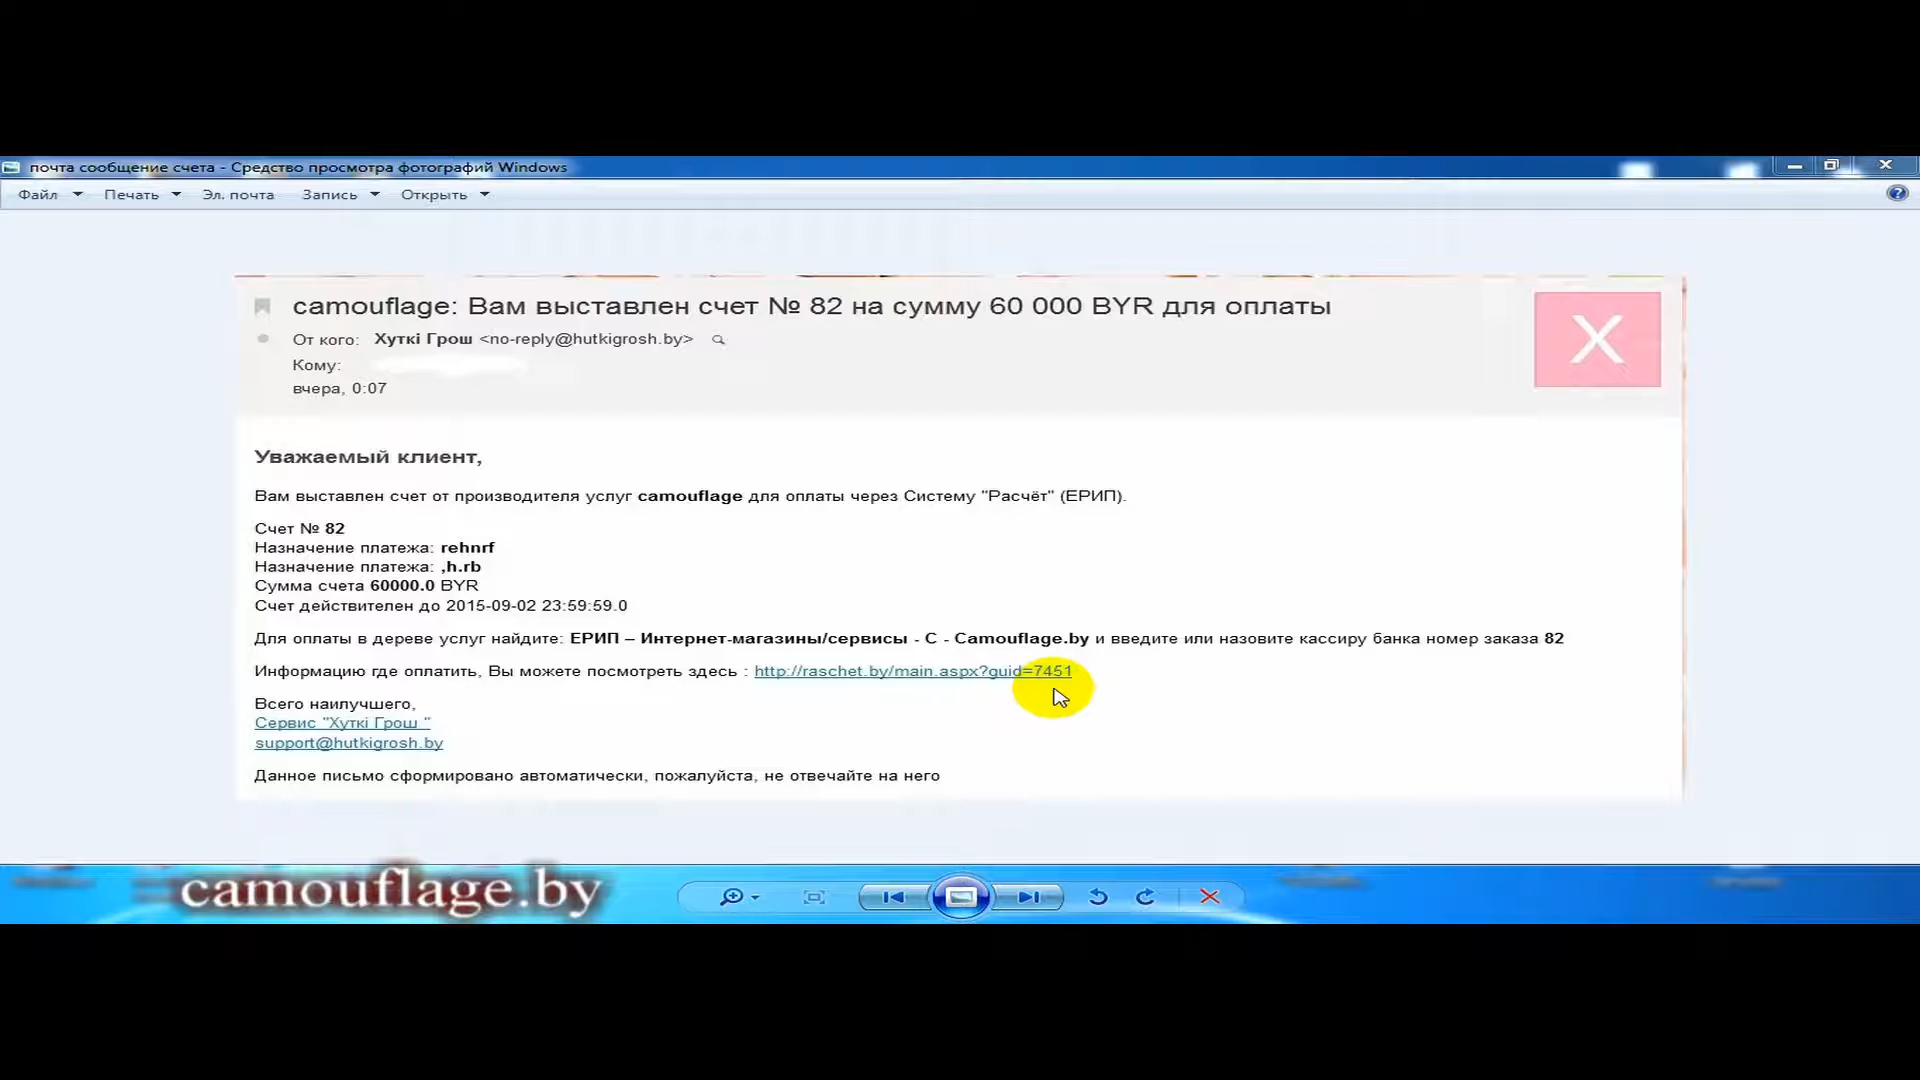 почта сообщение счета - Средство просмотра фотографий Windows
Файл Печать Эл. почта Запись Открыть
camouflage: Вам выставлен счет № 82 на сумму 60 000 BYR для оплаты
X
От кого: Хуткi Грош <no-reply@hutkigrosh.by>
Кому:
вчера, 0:07
Уважаемый клиент,
Вам выставлен счет от производителя услуг camouflage для оплаты через Систему "Расчёт" (ЕРИП).
Счет № 82
Назначение платежа: rehnrf
Назначение платежа: ,h.rb
Сумма счета 60000.0 BYR
Счет действителен до 2015-09-02 23:59:59.0
Для оплаты в дереве услуг найдите: ЕРИП – Интернет-магазины/сервисы - C - Camouflage.by и введите или назовите кассиру банка номер заказа 82
Информацию где оплатить, Вы можете посмотреть здесь : http://raschet.by/main.aspx?guid=7451
Всего наилучшего,
Сервис "Хуткi Грош "
support@hutkigrosh.by
Данное письмо сформировано автоматически, пожалуйста, не отвечайте на него
camouflage.by